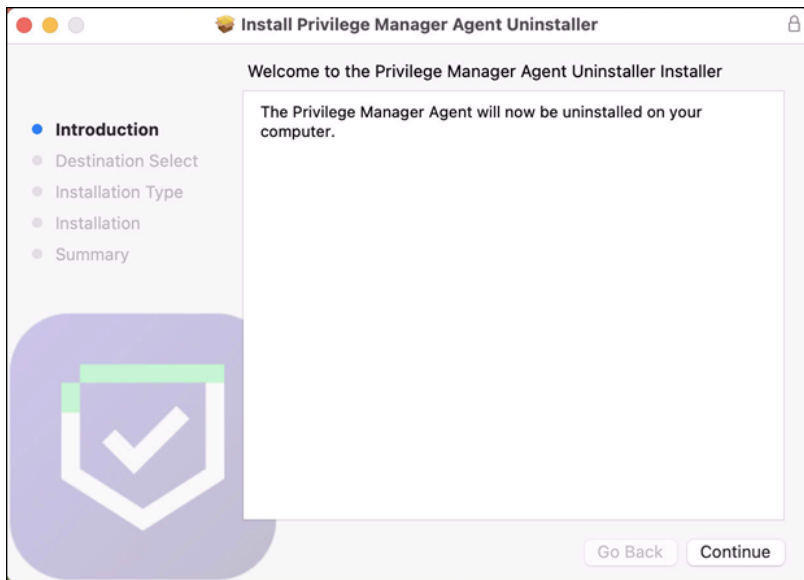 Install Privilege Manager Agent Uninstaller
Welcome to the Privilege Manager Agent Uninstaller Installer
Introduction
Destination Select
Installation Type
Installation
Summary
The Privilege Manager Agent will now be uninstalled on your
computer.
Go Back
Continue